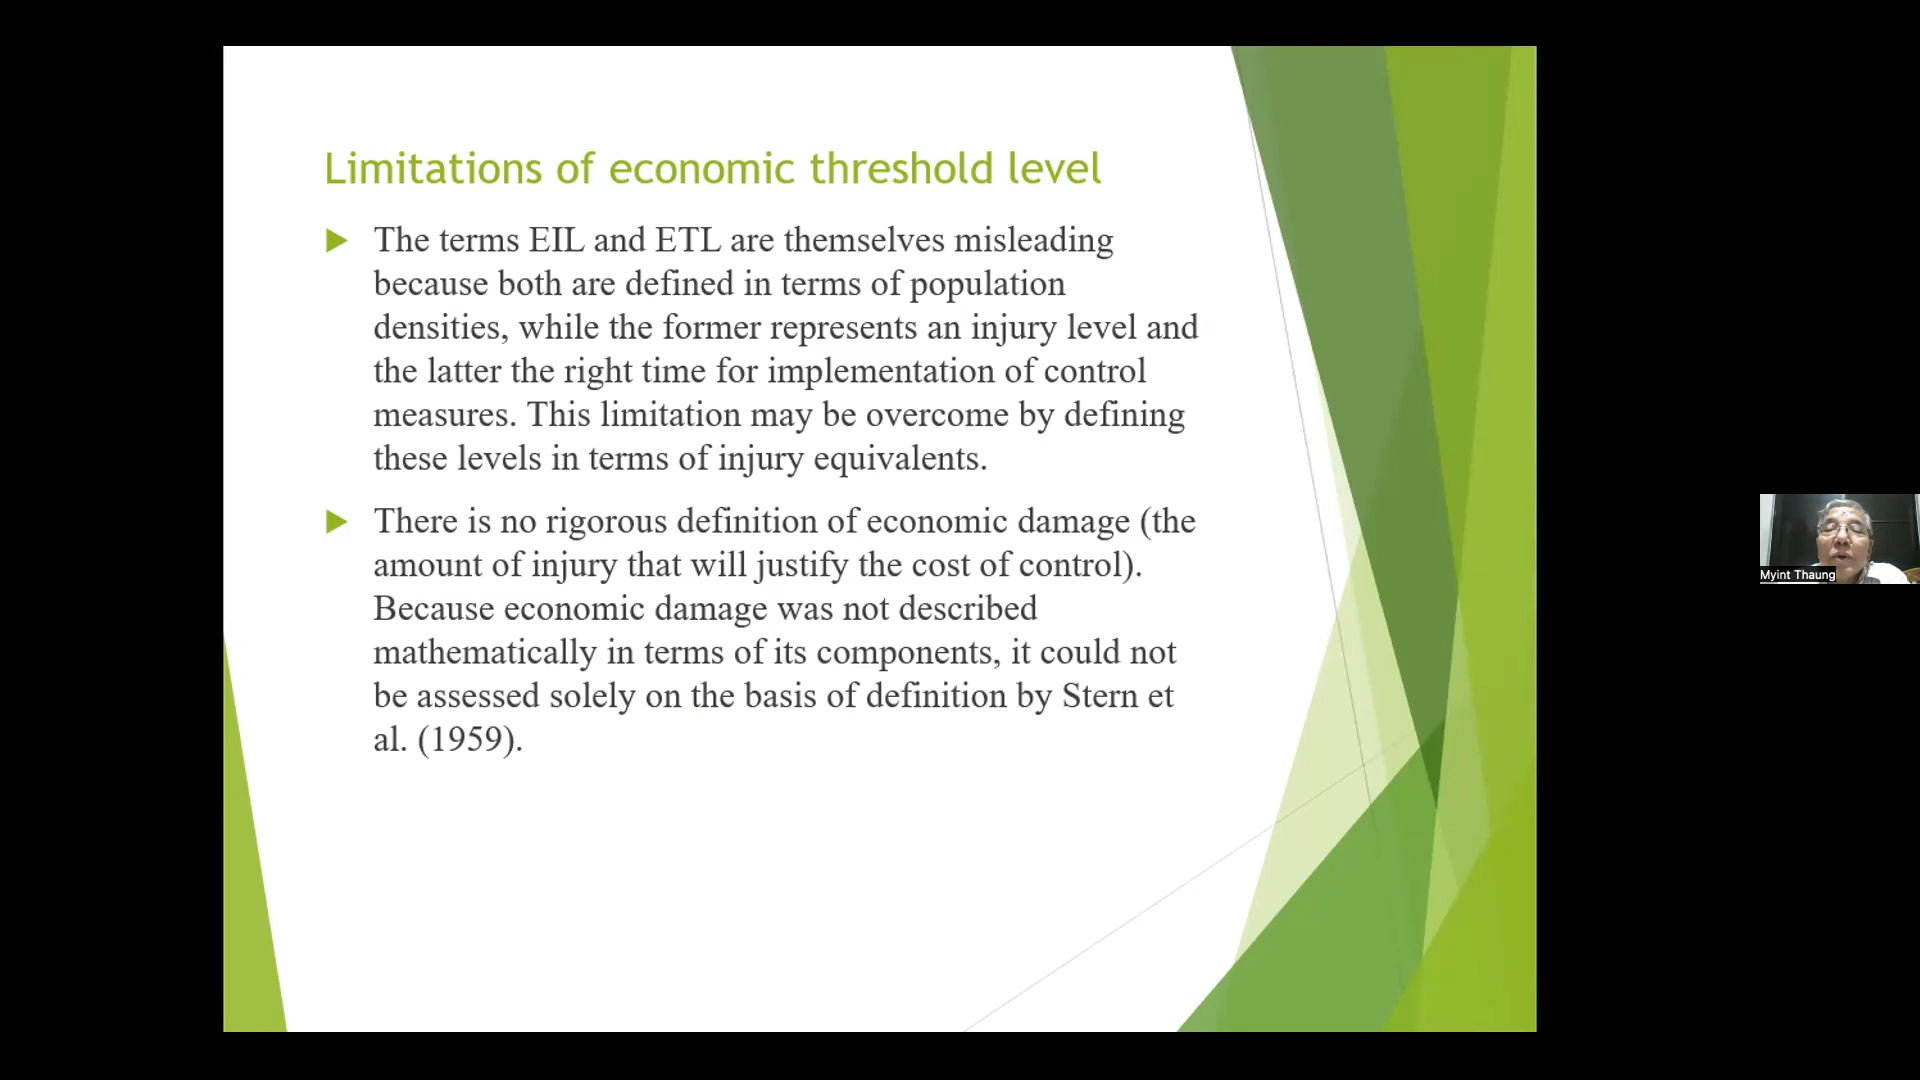 Limitations of economic threshold level
The terms EIL and ETL are themselves misleading
because both are defined in terms of population
densities, while the former represents an injury level and
the latter the right time for implementation of control
measures. This limitation may be overcome by defining
these levels in terms of injury equivalents.
There is no rigorous definition of economic damage (the
amount of injury that will justify the cost of control).
Because economic damage was not described
mathematically in terms of its components, it could not
be assessed solely on the basis of definition by Stern et
al. (1959).
Myint Thaung